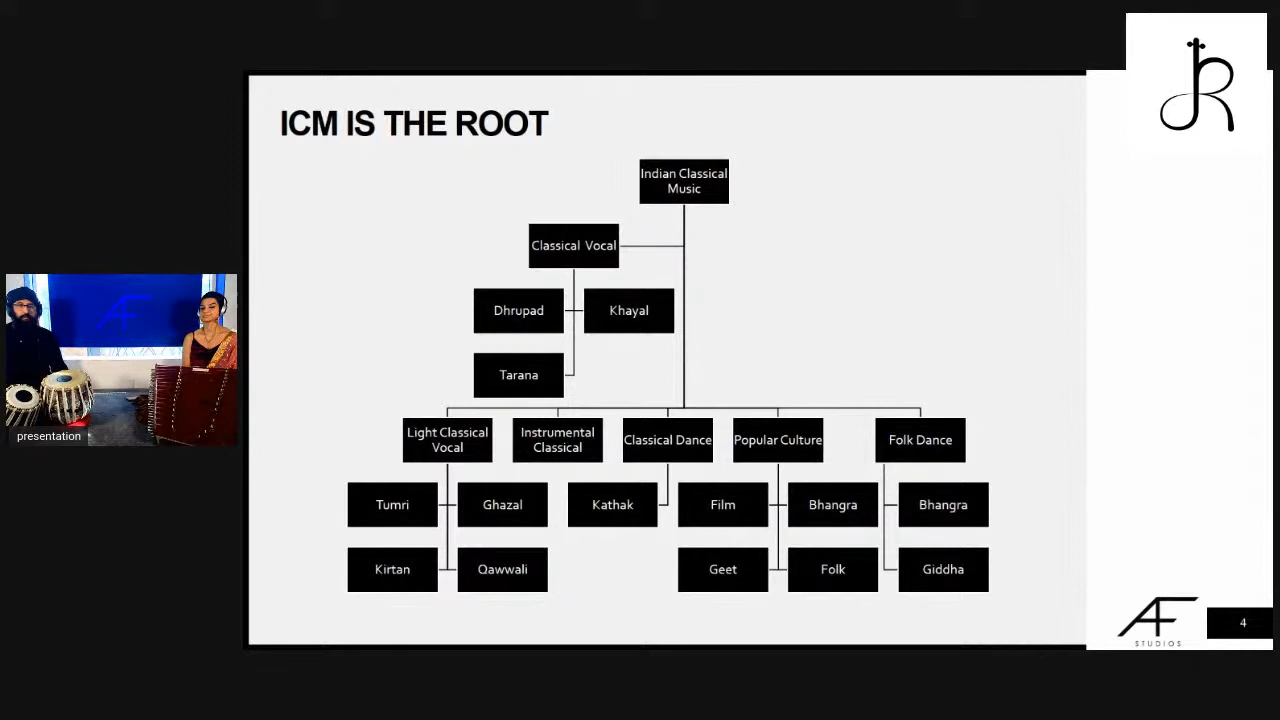 ICM IS THE ROOT
Indian Classical
Music
Classical Vocal
Dhrupad
Khayal
Tarana
Light Classical
Vocal
Instrumental
Classical
Classical Dance
Popular Culture
Folk Dance
Tumri
Ghazal
Kathak
Film
Bhangra
Bhangra
Kirtan
Qawwali
Geet
Folk
Giddha
presentation
AF
STUDIOS
4